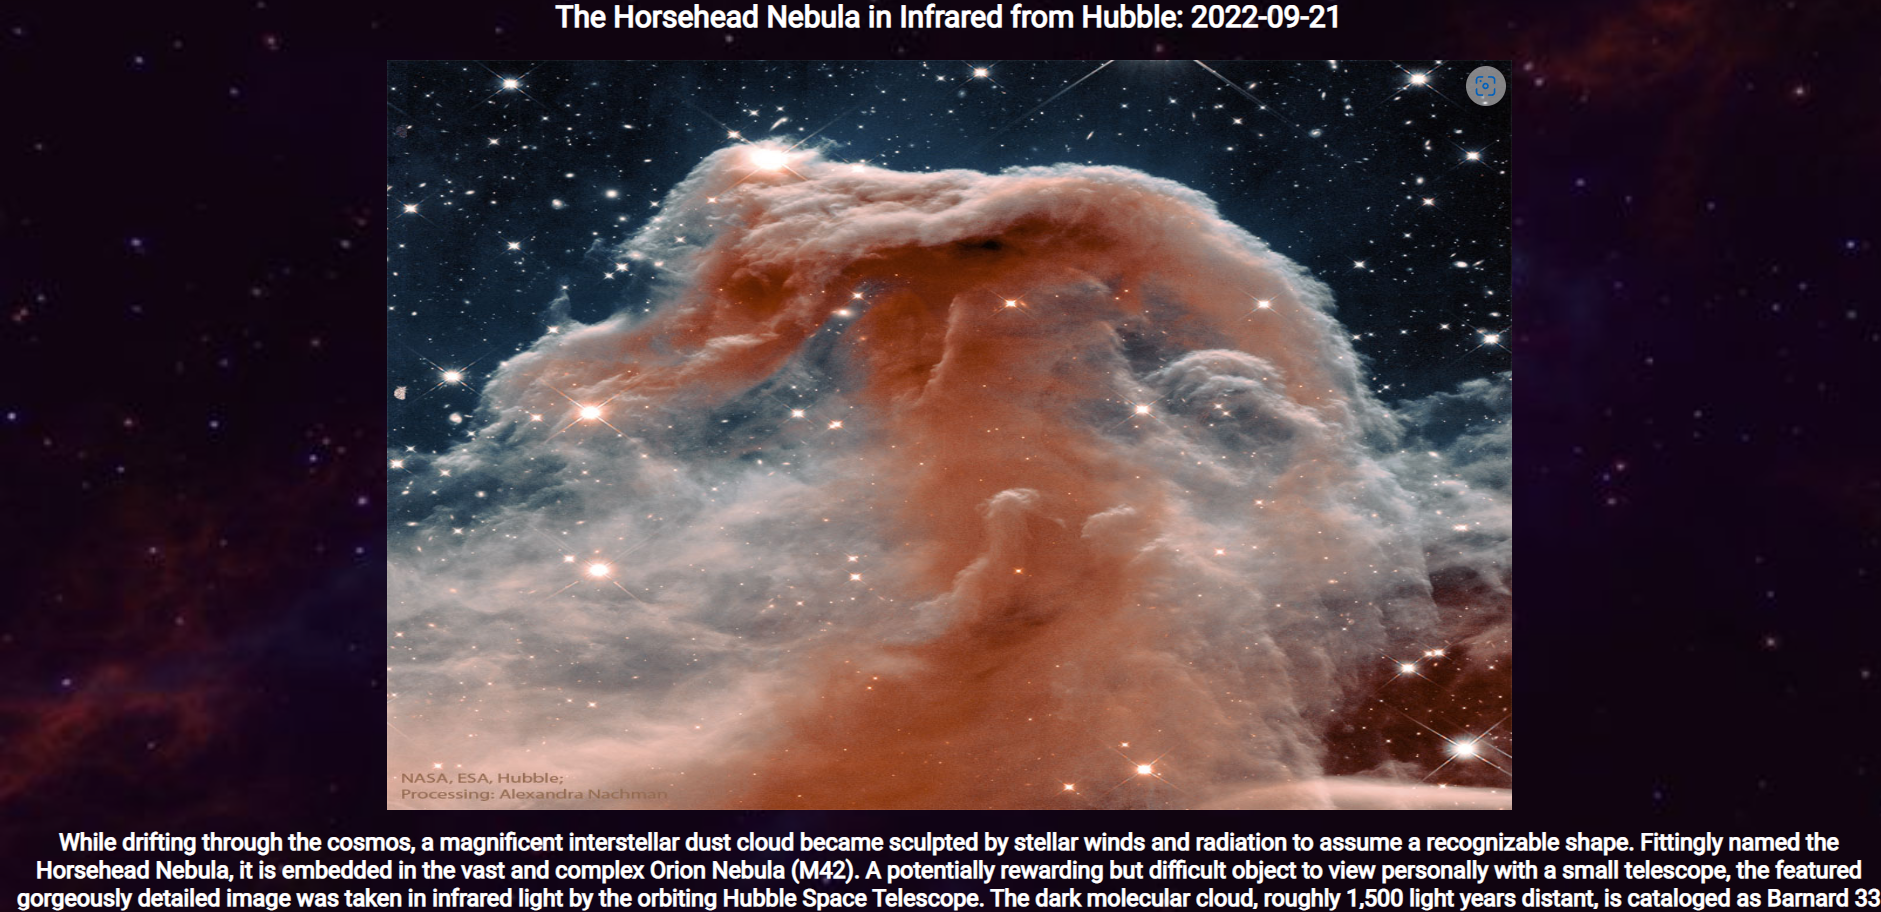 The Horsehead Nebula in Infrared from Hubble: 2022-09-21
NASA, ESA, Hubble;
Processing: Alexandra Nachman
While drifting through the cosmos, a magnificent interstellar dust cloud became sculpted by stellar winds and radiation to assume a recognizable shape. Fittingly named the
Horsehead Nebula, it is embedded in the vast and complex Orion Nebula (M42). A potentially rewarding but difficult object to view personally with a small telescope, the featured
gorgeously detailed image was taken in infrared light by the orbiting Hubble Space Telescope. The dark molecular cloud, roughly 1,500 light years distant, is cataloged as Barnard 33